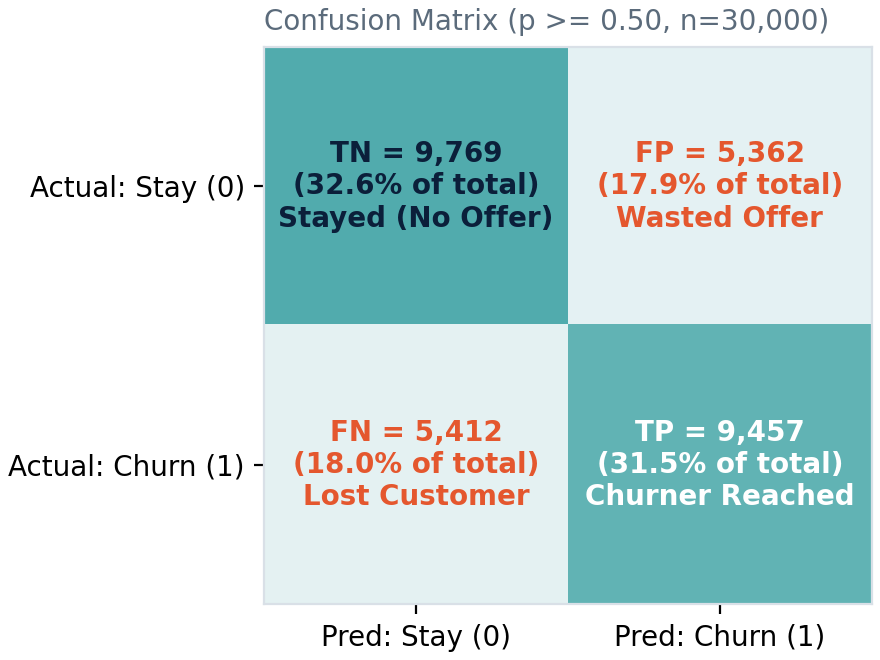 Confusion Matrix (p >= 0.50, n=30,000)
Actual: Stay (0)
TN = 9,769
(32.6% of total)
Stayed (No Offer)
FP = 5,362
(17.9% of total)
Wasted Offer
Actual: Churn (1)
FN = 5,412
(18.0% of total)
Lost Customer
TP = 9,457
(31.5% of total)
Churner Reached
Pred: Stay (0)
Pred: Churn (1)